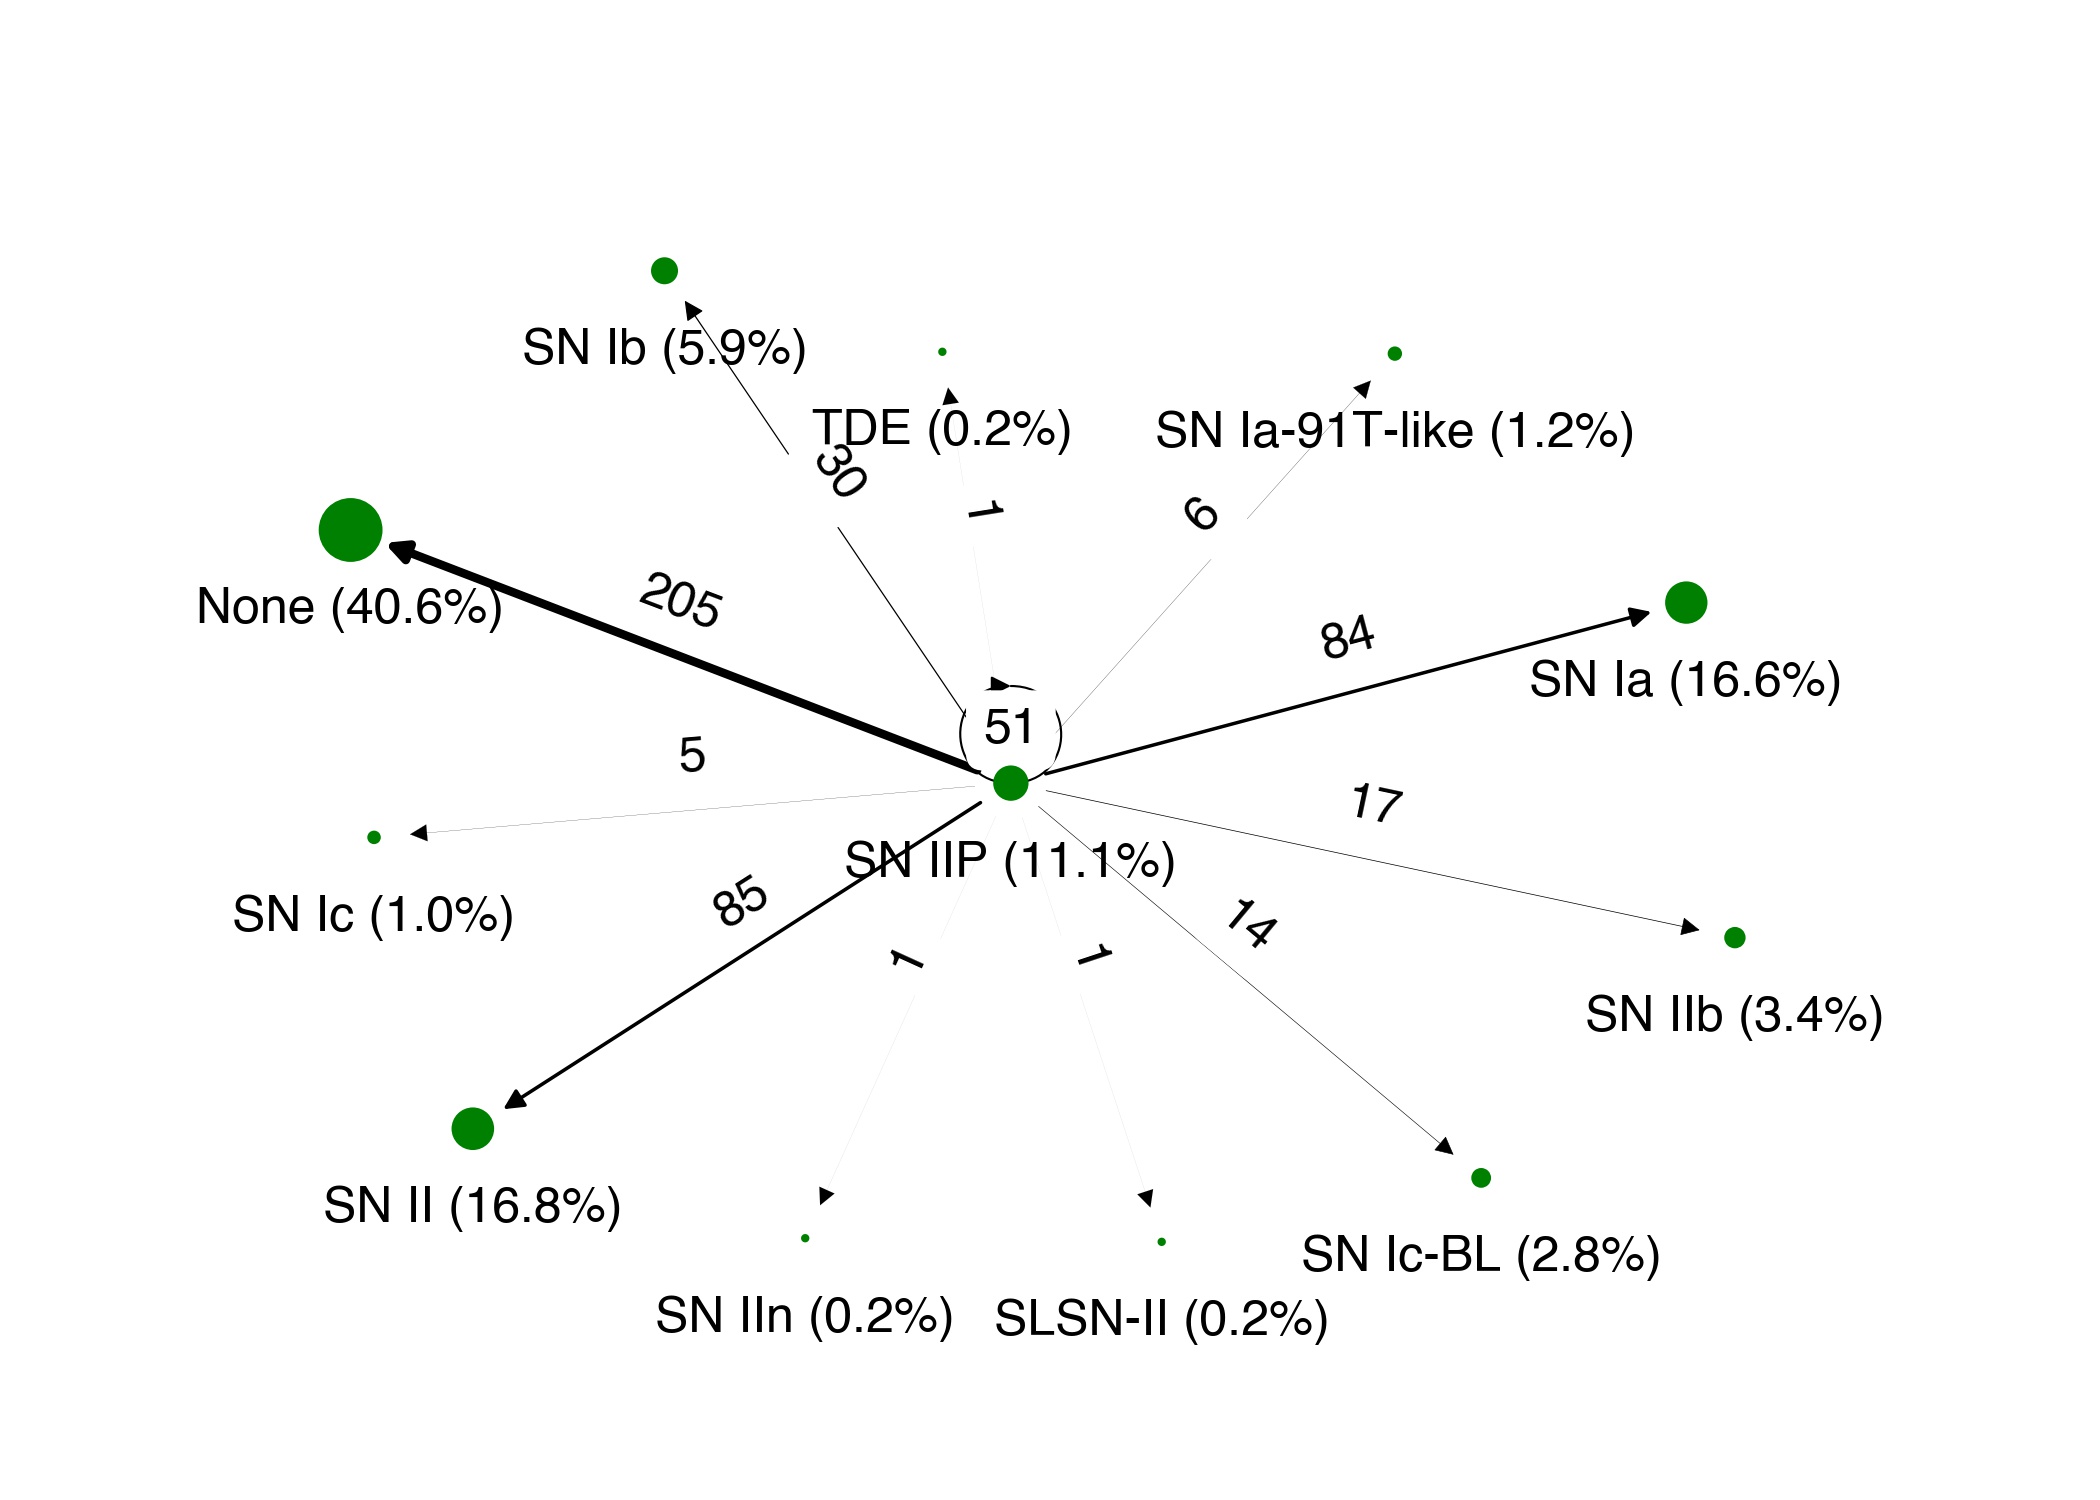 SN Ib (5.9%)
TDE (0.2%)
SN Ia-91T-like (1.2%)
30
1
6
None (40.6%)
205
84
SN Ia (16.6%)
51
5
17
SN IIP (11.1%)
SN Ic (1.0%)
85
1
1
14
SN IIb (3.4%)
SN II (16.8%)
SN Ic-BL (2.8%)
SN IIn (0.2%)
SLSN-II (0.2%)